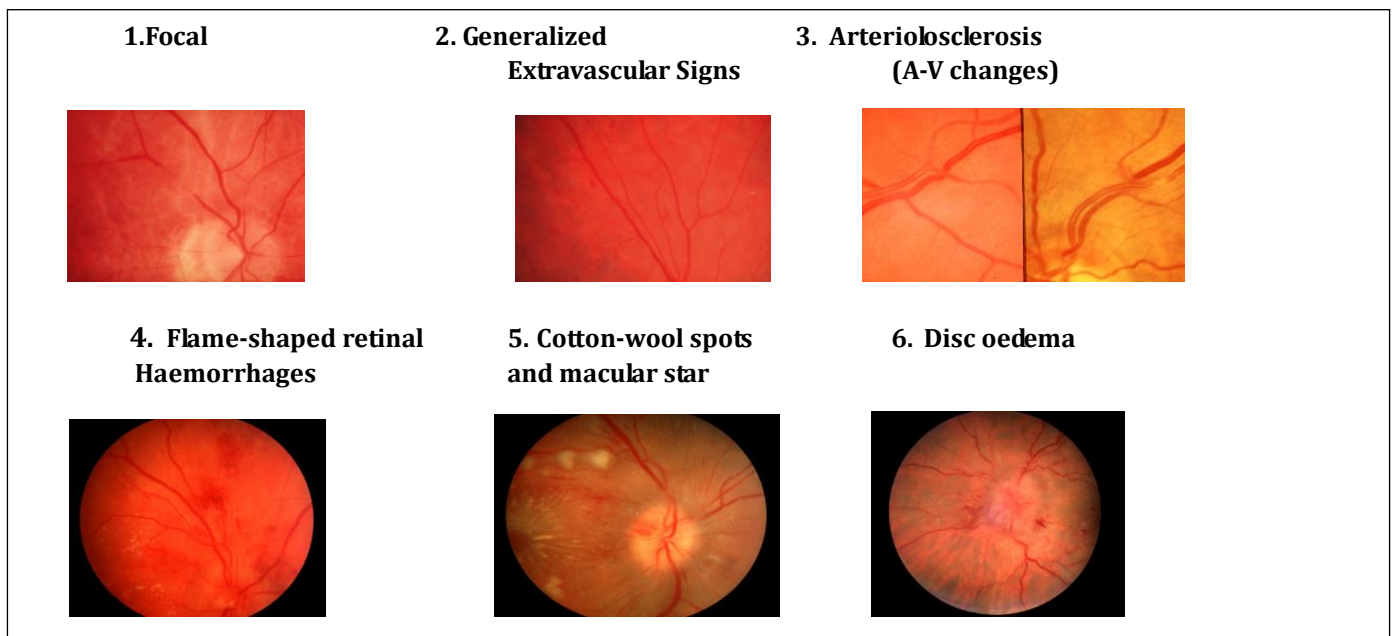 1.Focal
2. Generalized
Extravascular Signs
3. Arteriolosclerosis
(A-V changes)
4. Flame-shaped retinal
Haemorrhages
5. Cotton-wool spots
and macular star
6. Disc oedema